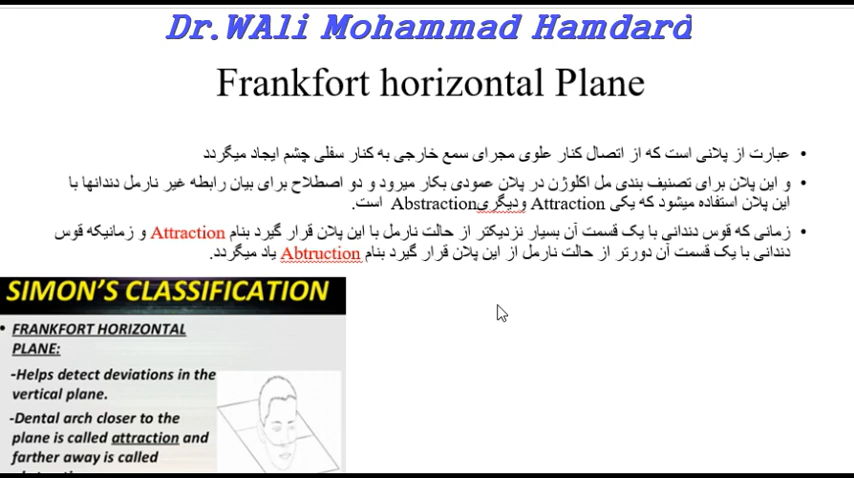 Dr.WAli Mohammad Hamdard
Frankfort horizontal Plane
• عبارت از پلانی است که از اتصال کنار علوی مجرای سمع خارجی به کنار سفلی چشم ایجاد میگردد
• و این پلان برای تصنیف بندی مل اکلوژن در پلان عمودی بکار میرود و دو اصطلاح برای بیان رابطه غیر نارمل دندانها با
این پلان استفاده میشود که یکی Attraction ودیگریAbstraction است.
• زمانی که قوس دندانی با یک قسمت آن بسیار نزدیکتر از حالت نارمل با این پلان قرار گیرد بنام Attraction و زمانیکه قوس
دندانی با یک قسمت آن دورتر از حالت نارمل از این پلان قرار گیرد بنام Abtruction یاد میگردد.
SIMON'S CLASSIFICATION
• FRANKFORT HORIZONTAL
PLANE:
-Helps detect deviations in the
vertical plane.
-Dental arch closer to the
plane is called attraction and
farther away is called